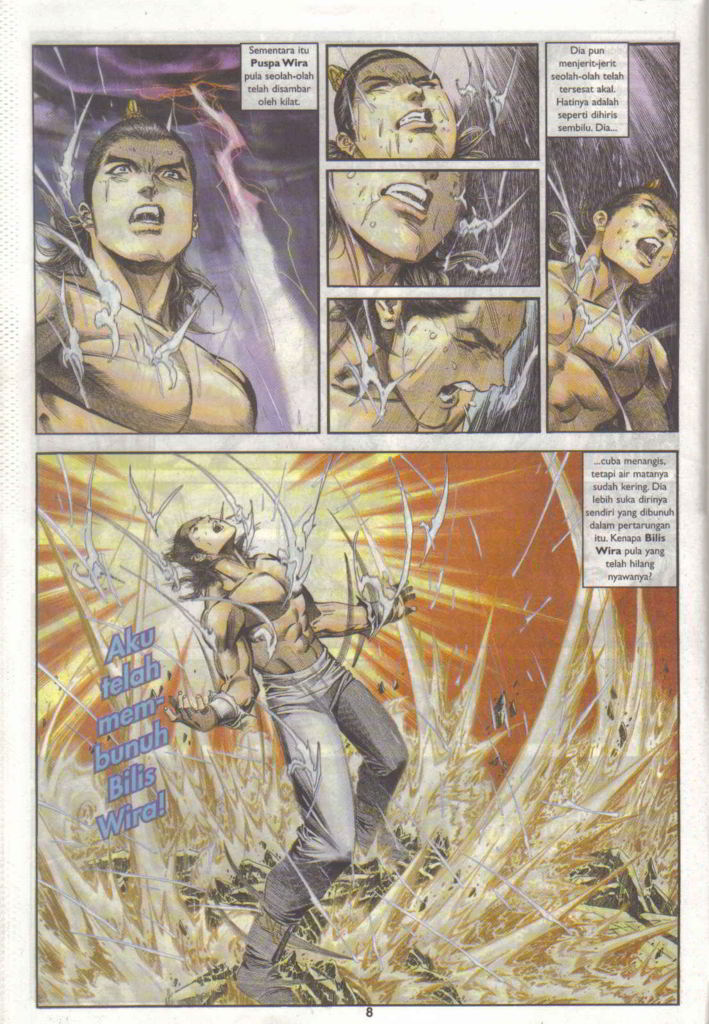 Sementara itu
Puspa Wira
pula seolah-olah
telah disambar
oleh kilat.
Dia pun
menjerit-jerit
seolah-olah telah
tersesat akal.
Hatinya adalah
seperti dihiris
sembilu. Dia...
...cuba menangis,
tetapi air matanya
sudah kering. Dia
lebih suka dirinya
sendiri yang dibunuh
dalam pertarungan
itu. Kenapa Bilis
Wira pula yang
telah hilang
nyawanya?
Aku
telah
mem-
bunuh
Bilis
Wira!
8